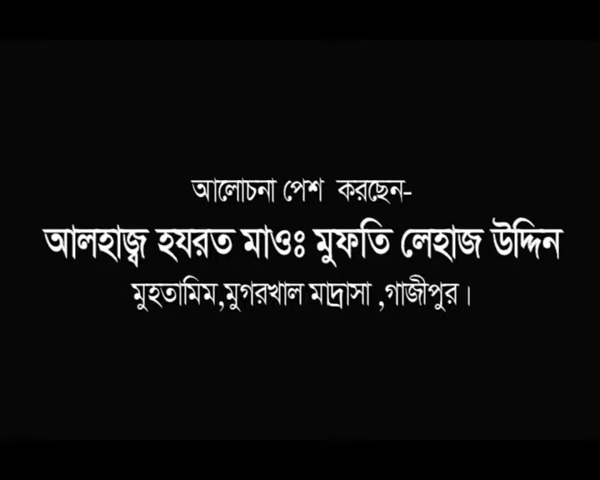 আলোচনা পেশ করছেন-
আলহাজ্ব হযরত মাওঃ মুফতি লেহাজ উদ্দিন
মুহতামিম,মুগরখাল মাদ্রাসা ,গাজীপুর।